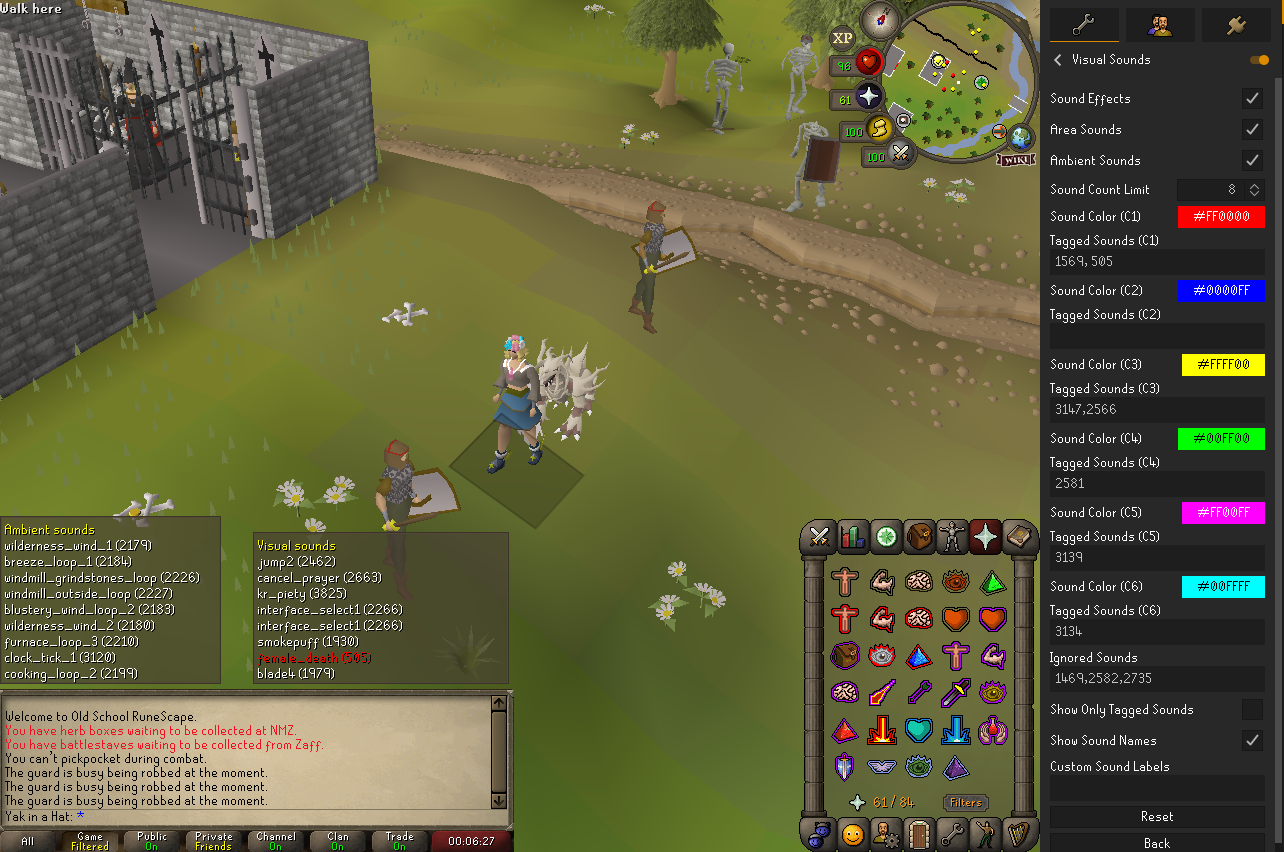 Walk here
XP
96
61
100
100
WIKI
Ambient sounds
wilderness_wind_1 (2179)
breeze_loop_1 (2184)
windmill_grindstones_loop (2226)
windmill_outside_loop (2227)
blustery_wind_loop_2 (2183)
wilderness_wind_2 (2180)
furnace_loop_3 (2210)
clock_tick_1 (3120)
cooking_loop_2 (2199)
Visual sounds
jump2 (2462)
cancel_prayer (2663)
kr_piety (3825)
interface_select1 (2266)
interface_select1 (2266)
smokepuff (1930)
female_death (505)
blade4 (1979)
Welcome to Old School RuneScape.
You have herb boxes waiting to be collected at NMZ.
You have battlestaves waiting to be collected from Zaff.
You can't pickpocket during combat.
The guard is busy being robbed at the moment.
The guard is busy being robbed at the moment.
The guard is busy being robbed at the moment.
Yak in a Hat: *
All
Game
Filtered
Public
On
Private
Friends
Channel
On
Clan
On
Trade
On
00:06:27
61 / 84
Filters
Visual Sounds
Sound Effects
Area Sounds
Ambient Sounds
Sound Count Limit 8
Sound Color (C1) #FF0000
Tagged Sounds (C1)
1569, 505
Sound Color (C2) #0000FF
Tagged Sounds (C2)
Sound Color (C3) #FFFF00
Tagged Sounds (C3)
3147,2566
Sound Color (C4) #00FF00
Tagged Sounds (C4)
2581
Sound Color (C5) #FF00FF
Tagged Sounds (C5)
3139
Sound Color (C6) #00FFFF
Tagged Sounds (C6)
3134
Ignored Sounds
1469,2582,2735
Show Only Tagged Sounds
Show Sound Names
Custom Sound Labels
Reset
Back